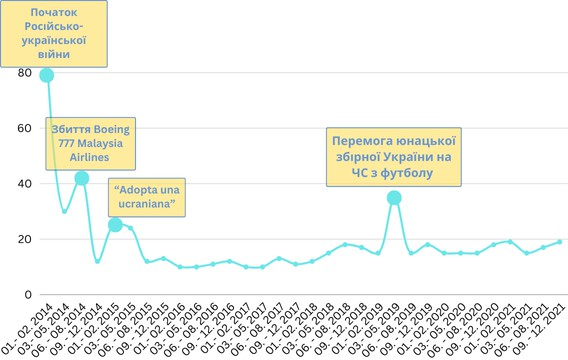 Початок
Російсько-
української
війни
80
Збиття Boeing
777 Malaysia
Airlines
“Adopta una
ucraniana”
Перемога юнацької
збірної України на
ЧС з футболу
60
40
20
0
01.- 02 2014
03.- 05.2014
06. - 08.2014
09. - 12.2014
01.- 02 2015
03.- 05.2015
06. - 08.2015
09. - 12.2015
01.- 02 2016
03.- 05.2016
06. - 08.2016
09. - 12.2016
01.- 02 2017
03.- 05.2017
06. - 08.2017
09. - 12.2017
01.- 02 2018
03.- 05.2018
06. - 08.2018
09. - 12.2018
01.- 02 2019
03.- 05.2019
06. - 08.2019
09. - 12.2019
01.- 02 2020
03.- 05.2020
06. - 08.2020
09. - 12.2020
01.- 02 2021
03.- 05.2021
06. - 08.2021
09. - 12.2021